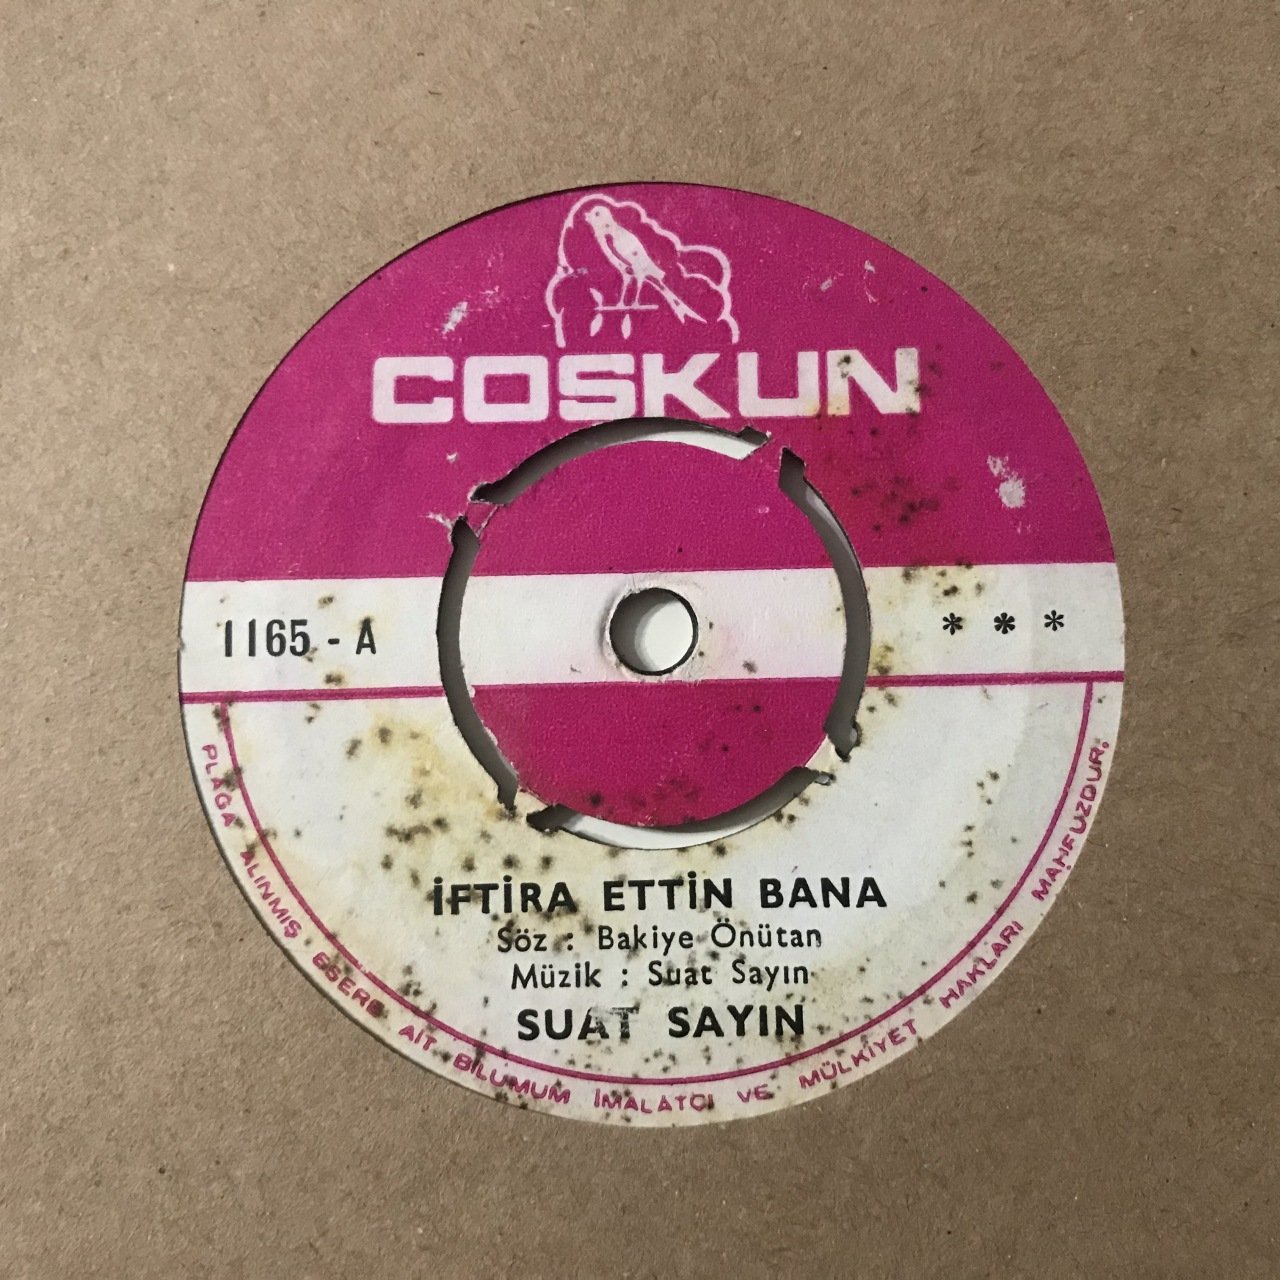 COSKUN
1165 - A
* * *
İFTİRA ETTİN BANA
Söz : Bakiye Önütan
Müzik : Suat Sayın
SUAT SAYIN
PLAĞA ALINMIŞ ESERE AİT BİLUMUM İMALATÇI VE MÜLKİYET HAKLARI MAHFUZDUR.